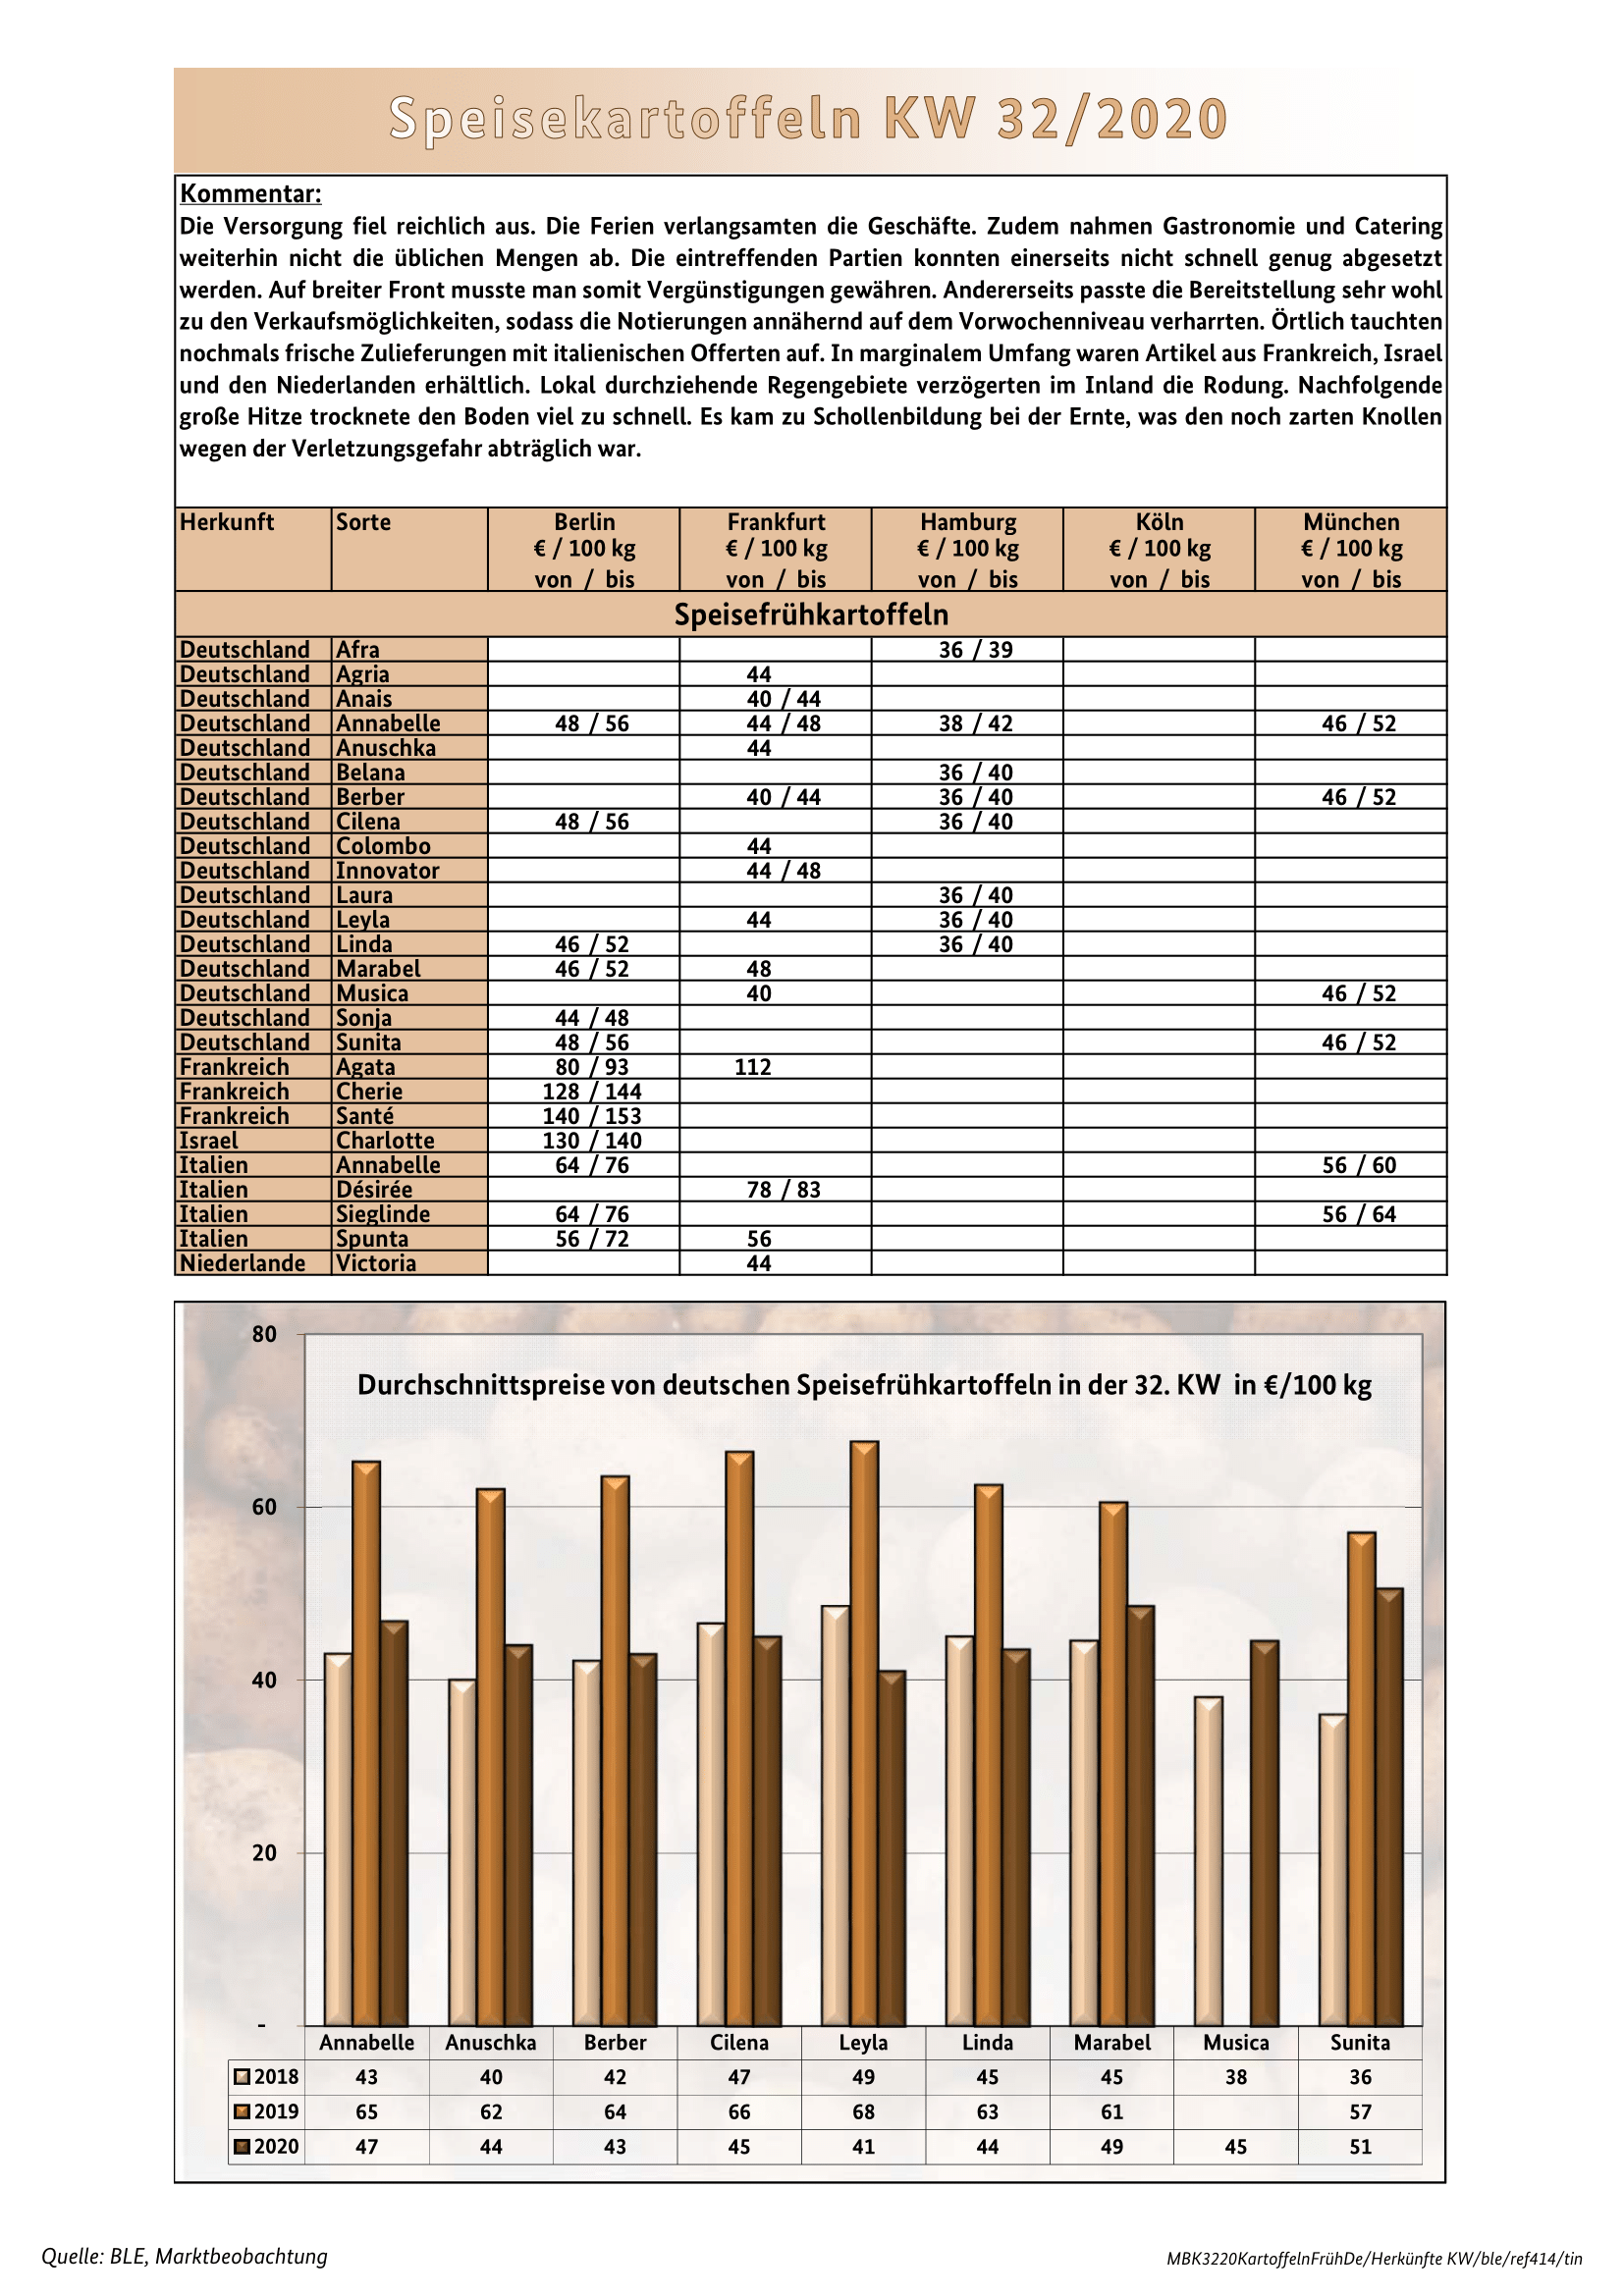 Speisekartoffeln KW 32/2020
Kommentar:
Die Versorgung fiel reichlich aus. Die Ferien verlangsamten die Geschäfte. Zudem nahmen Gastronomie und Catering
weiterhin nicht die üblichen Mengen ab. Die eintreffenden Partien konnten einerseits nicht schnell genug abgesetzt
werden. Auf breiter Front musste man somit Vergünstigungen gewähren. Andererseits passte die Bereitstellung sehr wohl
zu den Verkaufsmöglichkeiten, sodass die Notierungen annähernd auf dem Vorwochenniveau verharrten. Örtlich tauchten
nochmals frische Zulieferungen mit italienischen Offerten auf. In marginalem Umfang waren Artikel aus Frankreich, Israel
und den Niederlanden erhältlich. Lokal durchziehende Regengebiete verzögerten im Inland die Rodung. Nachfolgende
große Hitze trocknete den Boden viel zu schnell. Es kam zu Schollenbildung bei der Ernte, was den noch zarten Knollen
wegen der Verletzungsgefahr abträglich war.
Herkunft Sorte Berlin Frankfurt Hamburg Köln München
€ / 100 kg € / 100 kg € / 100 kg € / 100 kg € / 100 kg
von / bis von / bis von / bis von / bis von / bis
Speisefrühkartoffeln
Deutschland Afra 36 / 39
Deutschland Agria 44
Deutschland Anais 40 / 44
Deutschland Annabelle 48 / 56 44 / 48 38 / 42 46 / 52
Deutschland Anuschka 44
Deutschland Belana 36 / 40
Deutschland Berber 40 / 44 36 / 40 46 / 52
Deutschland Cilena 48 / 56 36 / 40
Deutschland Colombo 44
Deutschland Innovator 44 / 48
Deutschland Laura 36 / 40
Deutschland Leyla 44 36 / 40
Deutschland Linda 46 / 52 36 / 40
Deutschland Marabel 46 / 52 48
Deutschland Musica 40 46 / 52
Deutschland Sonja 44 / 48
Deutschland Sunita 48 / 56 46 / 52
Frankreich Agata 80 / 93 112
Frankreich Cherie 128 / 144
Frankreich Santé 140 / 153
Israel Charlotte 130 / 140
Italien Annabelle 64 / 76 56 / 60
Italien Désirée 78 / 83
Italien Sieglinde 64 / 76 56 / 64
Italien Spunta 56 / 72 56
Niederlande Victoria 44
80
Durchschnittspreise von deutschen Speisefrühkartoffeln in der 32. KW in €/100 kg
60
40
20
-
Annabelle Anuschka Berber Cilena Leyla Linda Marabel Musica Sunita
2018 43 40 42 47 49 45 45 38 36
2019 65 62 64 66 68 63 61 57
2020 47 44 43 45 41 44 49 45 51
Quelle: BLE, Marktbeobachtung
MBK3220KartoffelnFrühDe/Herkünfte KW/ble/ref414/tin